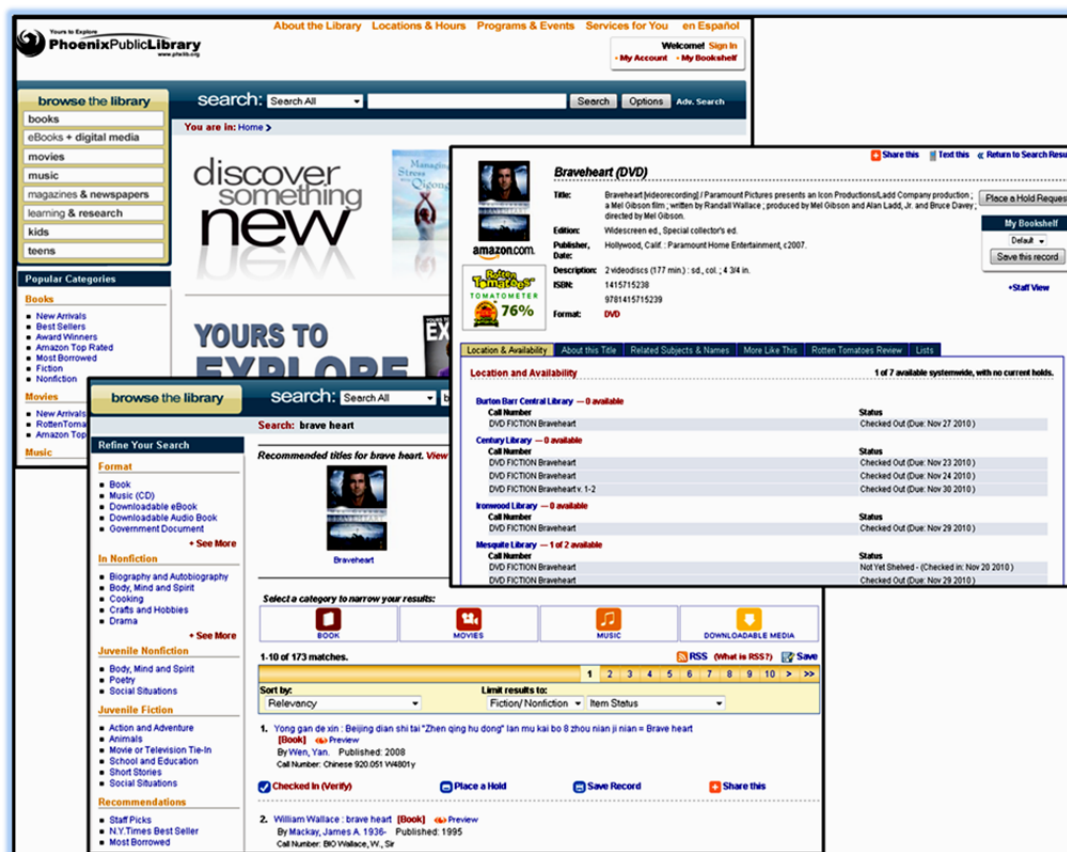 Yours to Explore
PhoenixPublicLibrary
www.phxlib.org
About the Library Locations & Hours Programs & Events Services for You en Español
Welcome! Sign In
My Account My Bookshelf
browse the library
books
eBooks + digital media
movies
music
magazines & newspapers
learning & research
kids
teens
search: Search All Search Options Adv. Search
You are in: Home >
discover
something
new
Managing
Stress
with
Qigong
YOURS TO
EXPLORE
Popular Categories
Books
New Arrivals
Best Sellers
Award Winners
Amazon Top Rated
Most Borrowed
Fiction
Nonfiction
Movies
New Arrivals
RottenToma
Amazon Top
Music
Share this Text this « Return to Search Resu
Braveheart (DVD)
amazon.com.
Rotten
Tomatoes
TOMATOMETER
76%
Title: Braveheart [videorecording] / Paramount Pictures presents an Icon Productions/Ladd Company production ;
a Mel Gibson film ; written by Randall Wallace ; produced by Mel Gibson and Alan Ladd, Jr. and Bruce Davey ;
directed by Mel Gibson.
Edition: Widescreen ed., Special collector's ed.
Publisher, Hollywood, Calif. : Paramount Home Entertainment, c2007.
Date:
Description: 2 videodiscs (177 min.) : sd., col. ; 4 3/4 in.
ISBN: 1415715238
9781415715239
Format: DVD
Place a Hold Request
My Bookshelf
Default
Save this record
+Staff View
Location & Availability About this Title Related Subjects & Names More Like This Rotten Tomatoes Review Lists
Location and Availability 1 of 7 available systemwide, with no current holds.
Burton Barr Central Library — 0 available
Call Number Status
DVD FICTION Braveheart Checked Out (Due: Nov 27 2010 )
Century Library — 0 available
Call Number Status
DVD FICTION Braveheart Checked Out (Due: Nov 23 2010 )
DVD FICTION Braveheart Checked Out (Due: Nov 24 2010 )
DVD FICTION Braveheart v. 1-2 Checked Out (Due: Nov 30 2010 )
Ironwood Library — 0 available
Call Number Status
DVD FICTION Braveheart Checked Out (Due: Nov 29 2010 )
Mesquite Library — 1 of 2 available
Call Number Status
DVD FICTION Braveheart Not Yet Shelved - (Checked in: Nov 20 2010 )
DVD FICTION Braveheart Checked Out (Due: Nov 29 2010 )
browse the library
search: Search All b
Search: brave heart
Refine Your Search
Format
Book
Music (CD)
Downloadable eBook
Downloadable Audio Book
Government Document
+ See More
In Nonfiction
Biography and Autobiography
Body, Mind and Spirit
Cooking
Crafts and Hobbies
Drama
+ See More
Juvenile Nonfiction
Body, Mind and Spirit
Poetry
Social Situations
Juvenile Fiction
Action and Adventure
Animals
Movie or Television Tie-In
School and Education
Short Stories
Social Situations
Recommendations
Staff Picks
N.Y.Times Best Seller
Most Borrowed
Recommended titles for brave heart. View
Braveheart
Select a category to narrow your results:
BOOK MOVIES MUSIC DOWNLOADABLE MEDIA
1-10 of 173 matches. RSS (What is RSS?) Save
1 2 3 4 5 6 7 8 9 10 > >>
Sort by: Limit results to:
Relevancy Fiction/ Nonfiction Item Status
1. Yong gan de xin : Beijing dian shi tai "Zhen qing hu dong" lan mu kai bo 8 zhou nian ji nian = Brave heart
[Book] Preview
By Wen, Yan. Published: 2008
Call Number: Chinese 920.051 W4801y
Checked In (Verify) Place a Hold Save Record Share this
2. William Wallace : brave heart [Book] Preview
By Mackay, James A. 1936- Published: 1995
Call Number: BIO Wallace, W., Sir